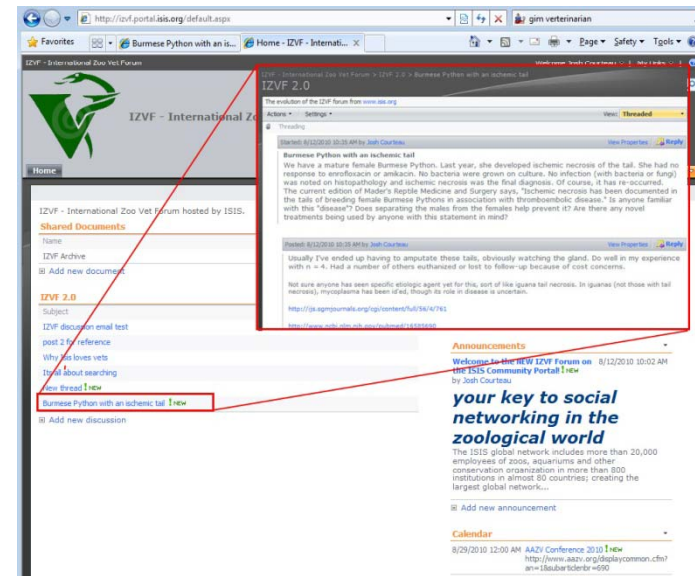 http://izvf.portal.isis.org/default.aspx
gim verterinarian
Favorites
Burmese Python with an is...
Home - IZVF - Internati...
Page
Safety
Tools
IZVF - International Zoo Vet Forum
Welcome Josh Courteau
My Links
IZVF - International Z
Home
IZVF - International Zoo Vet Forum > IZVF 2.0 > Burmese Python with an ischemic tail
IZVF 2.0
The evolution of the IZVF forum from www.isis.org
Actions
Settings
View: Threaded
Threading
Started: 8/12/2010 10:35 AM by Josh Courteau
View Properties
Reply
Burmese Python with an ischemic tail
We have a mature female Burmese Python. Last year, she developed ischemic necrosis of the tail. She had no
response to enrofloxacin or amikacin. No bacteria were grown on culture. No infection (with bacteria or fungi)
was noted on histopathology and ischemic necrosis was the final diagnosis. Of course, it has re-occurred.
The current edition of Mader's Reptile Medicine and Surgery says, "Ischemic necrosis has been documented in
the tails of breeding female Burmese Pythons in association with thromboembolic disease." Is anyone familiar
with this "disease"? Does separating the males from the females help prevent it? Are there any novel
treatments being used by anyone with this statement in mind?
Posted: 8/12/2010 10:35 AM by Josh Courteau
View Properties
Reply
Usually I've ended up having to amputate these tails, obviously watching the gland. Do well in my experience
with n = 4. Had a number of others euthanized or lost to follow-up because of cost concerns.
Not sure anyone has seen specific etiologic agent yet for this, sort of like iguana tail necrosis. In iguanas (not those with tail
necrosis), mycoplasma has been id'ed, though its role in disease is uncertain.
http://ijs.sgmjournals.org/cgi/content/full/56/4/761
http://www.ncbi.nlm.nih.gov/pubmed/16585690
IZVF - International Zoo Vet Forum hosted by ISIS.
Shared Documents
Name
IZVF Archive
Add new document
IZVF 2.0
Subject
IZVF discusion email test
post 2 for reference
Why Isis loves vets
Its all about searching
New thread ! NEW
Burmese Python with an ischemic tail ! NEW
Add new discussion
Announcements
Welcome to the NEW IZVF Forum on
the ISIS Community Portal! ! NEW
8/12/2010 10:02 AM
by Josh Courteau
your key to social
networking in the
zoological world
The ISIS global network includes more than 20,000
employees of zoos, aquariums and other
conservation organization in more than 800
institutions in almost 80 countries; creating the
largest global network...
Add new announcement
Calendar
8/29/2010 12:00 AM
AAZV Conference 2010 ! NEW
http://www.aazv.org/displaycommon.cfm?
an=1&subarticlenbr=690